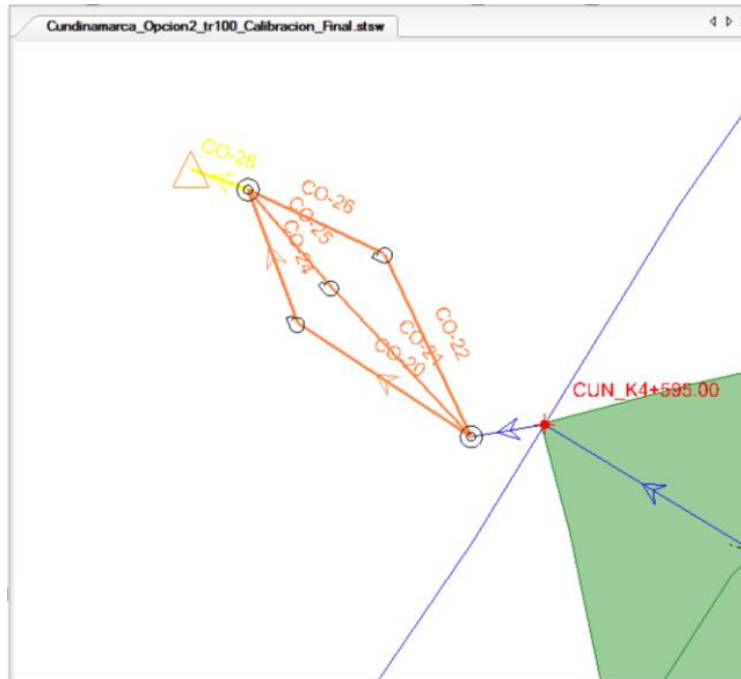 Cundinamarca_Opcion2_tr100_Calibracion_Final.stsw
CO-28
CO-26
CO-25
CO-24
CO-22
CO-21
CO-20
CUN_K4+595.00